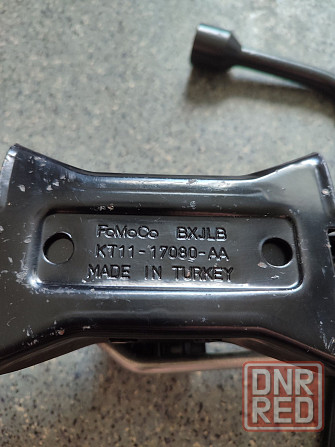 FoMoCo BXJLB
KT11-17080-AA
MADE IN TURKEY
DNR
RED